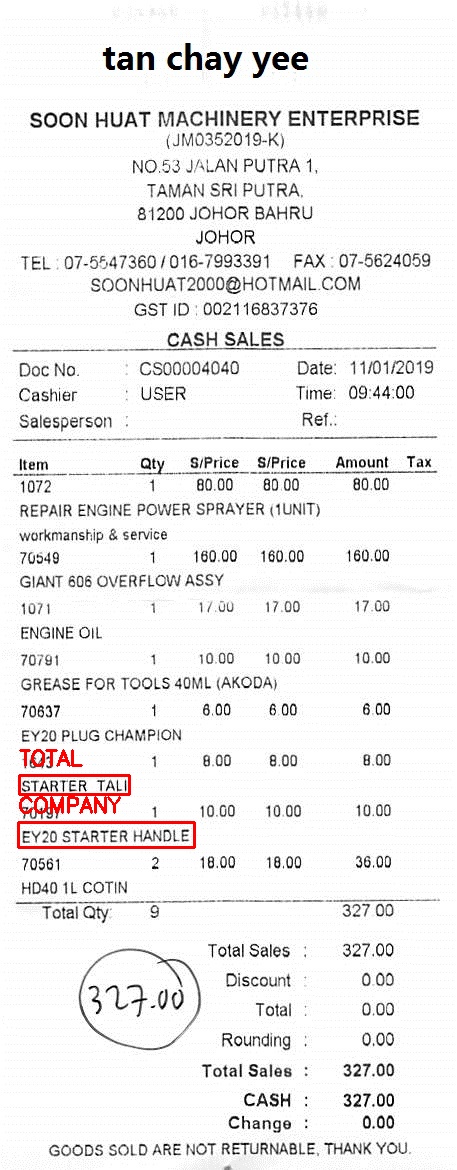 tan chay yee
SOON HUAT MACHINERY ENTERPRISE
(JM0352019-K)
NO.53 JALAN PUTRA 1,
TAMAN SRI PUTRA,
81200 JOHOR BAHRU
JOHOR
TEL : 07-5547360 / 016-7993391 FAX : 07-5624059
SOONHUAT2000@HOTMAIL.COM
GST ID : 002116837376
CASH SALES
Doc No. : CS00004040 Date: 11/01/2019
Cashier : USER Time: 09:44:00
Salesperson : Ref.:
Item Qty S/Price S/Price Amount Tax
1072 1 80.00 80.00 80.00
REPAIR ENGINE POWER SPRAYER (1UNIT)
workmanship & service
70549 1 160.00 160.00 160.00
GIANT 606 OVERFLOW ASSY
1071 1 17.00 17.00 17.00
ENGINE OIL
70791 1 10.00 10.00 10.00
GREASE FOR TOOLS 40ML (AKODA)
70637 1 6.00 6.00 6.00
EY20 PLUG CHAMPION
TOTAL
1 8.00 8.00 8.00
STARTER TALI
COMPANY
70197 1 10.00 10.00 10.00
EY20 STARTER HANDLE
70561 2 18.00 18.00 36.00
HD40 1L COTIN
Total Qty: 9 327.00
Total Sales : 327.00
Discount : 0.00
327.00
Total : 0.00
Rounding : 0.00
Total Sales : 327.00
CASH : 327.00
Change : 0.00
GOODS SOLD ARE NOT RETURNABLE, THANK YOU.